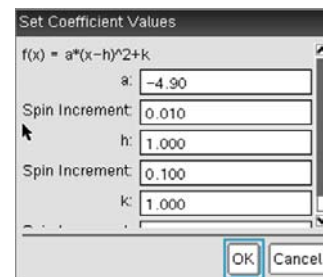 Set Coefficient Values
f(x) = a*(x-h)^2+k
a: -4.90
Spin Increment: 0.010
h: 1.000
Spin Increment: 0.100
k: 1.000
OK Cancel